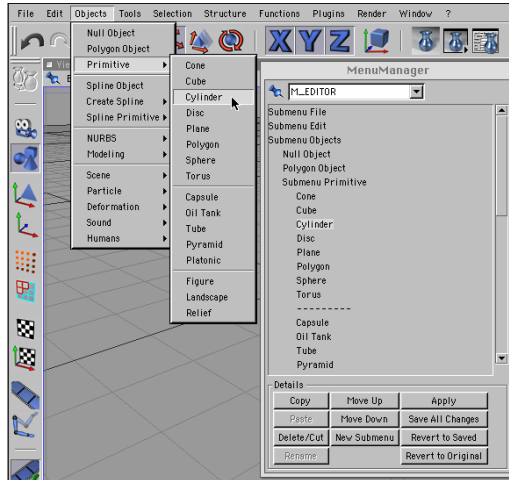 File Edit Objects Tools Selection Structure Functions Plugins Render Window ?
Null Object
Polygon Object
Primitive
Spline Object
Create Spline
Spline Primitive
NURBS
Modeling
Scene
Particle
Deformation
Sound
Humans
Cone
Cube
Cylinder
Disc
Plane
Polygon
Sphere
Torus
Capsule
Oil Tank
Tube
Pyramid
Platonic
Figure
Landscape
Relief
X Y Z
MenuManager
M_EDITOR
Submenu File
Submenu Edit
Submenu Objects
Null Object
Polygon Object
Submenu Primitive
Cone
Cube
Cylinder
Disc
Plane
Polygon
Sphere
Torus
---------
Capsule
Oil Tank
Tube
Pyramid
Details
Copy Move Up Apply
Paste Move Down Save All Changes
Delete/Cut New Submenu Revert to Saved
Rename Revert to Original